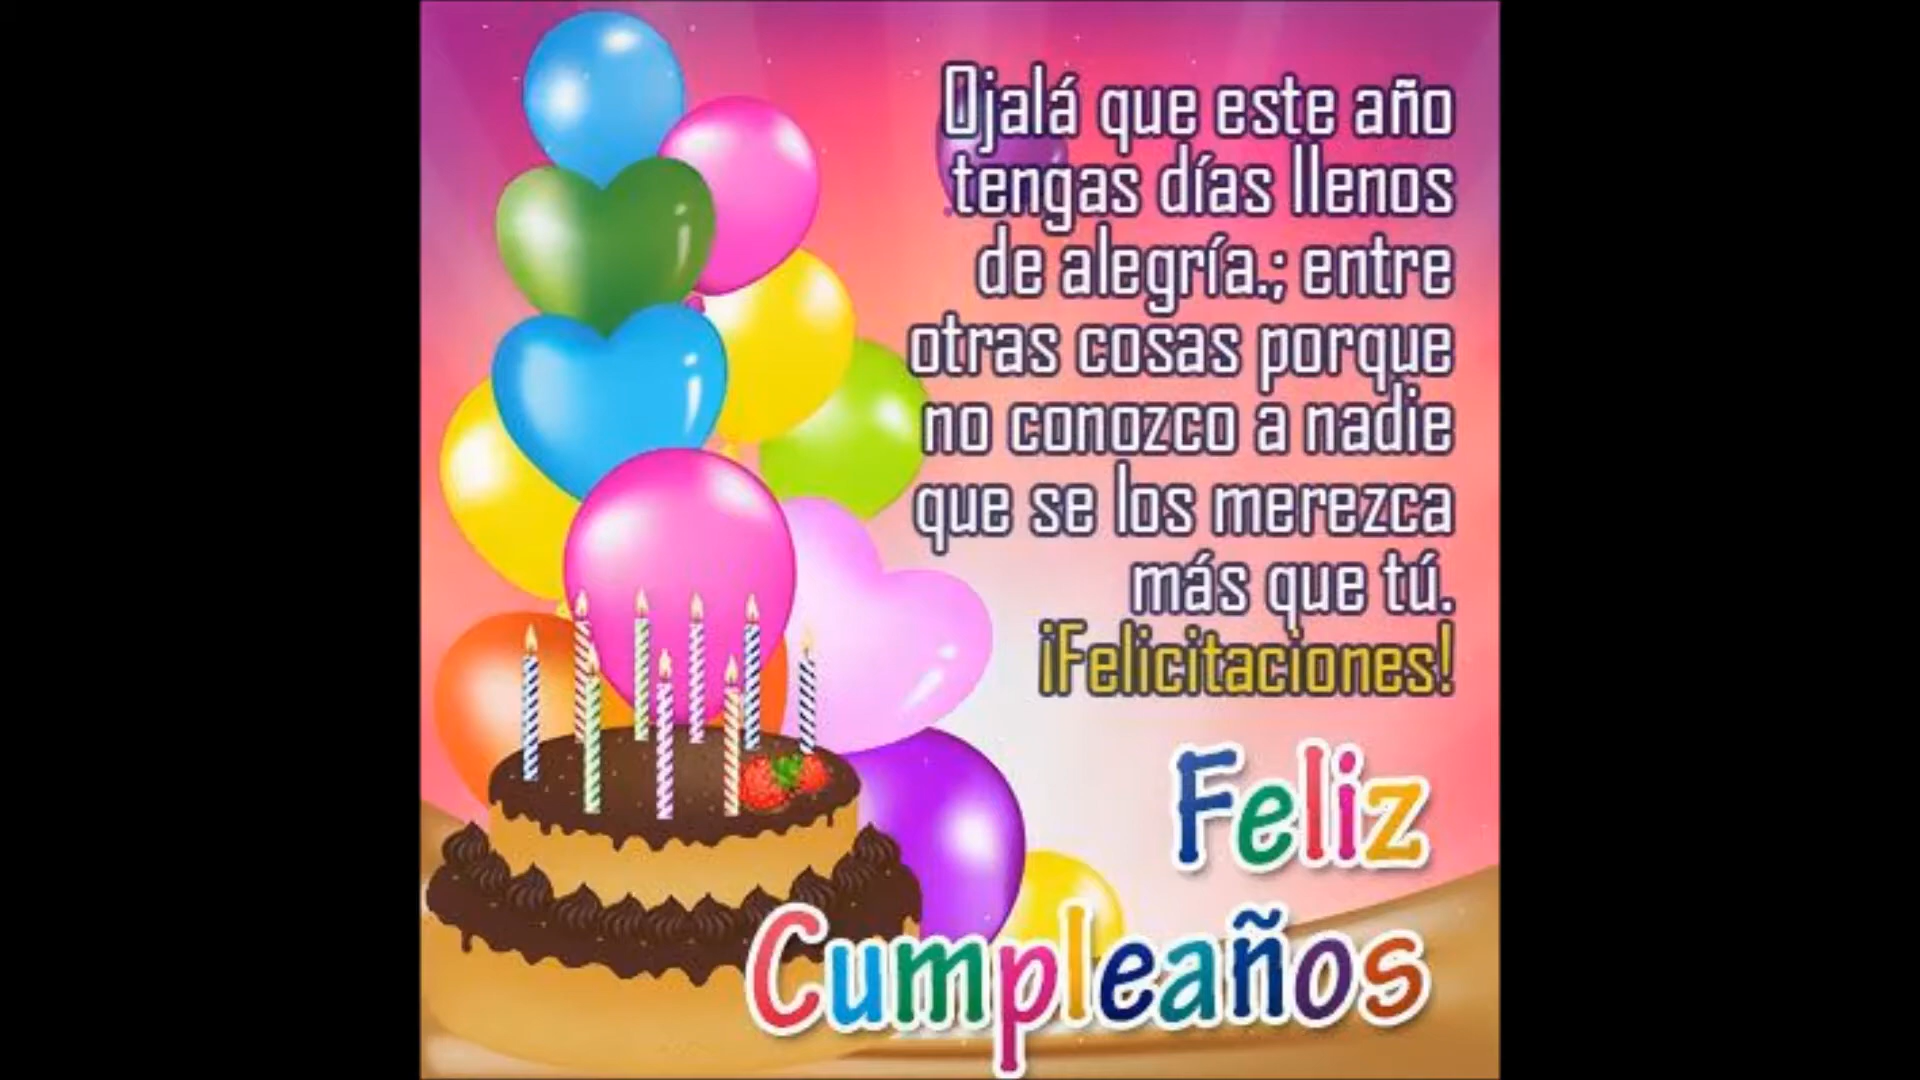 Ojalá que este año
tengas días llenos
de alegría.; entre
otras cosas porque
no conozco a nadie
que se los merezca
más que tú.
¡Felicitaciones!
Feliz
Cumpleaños